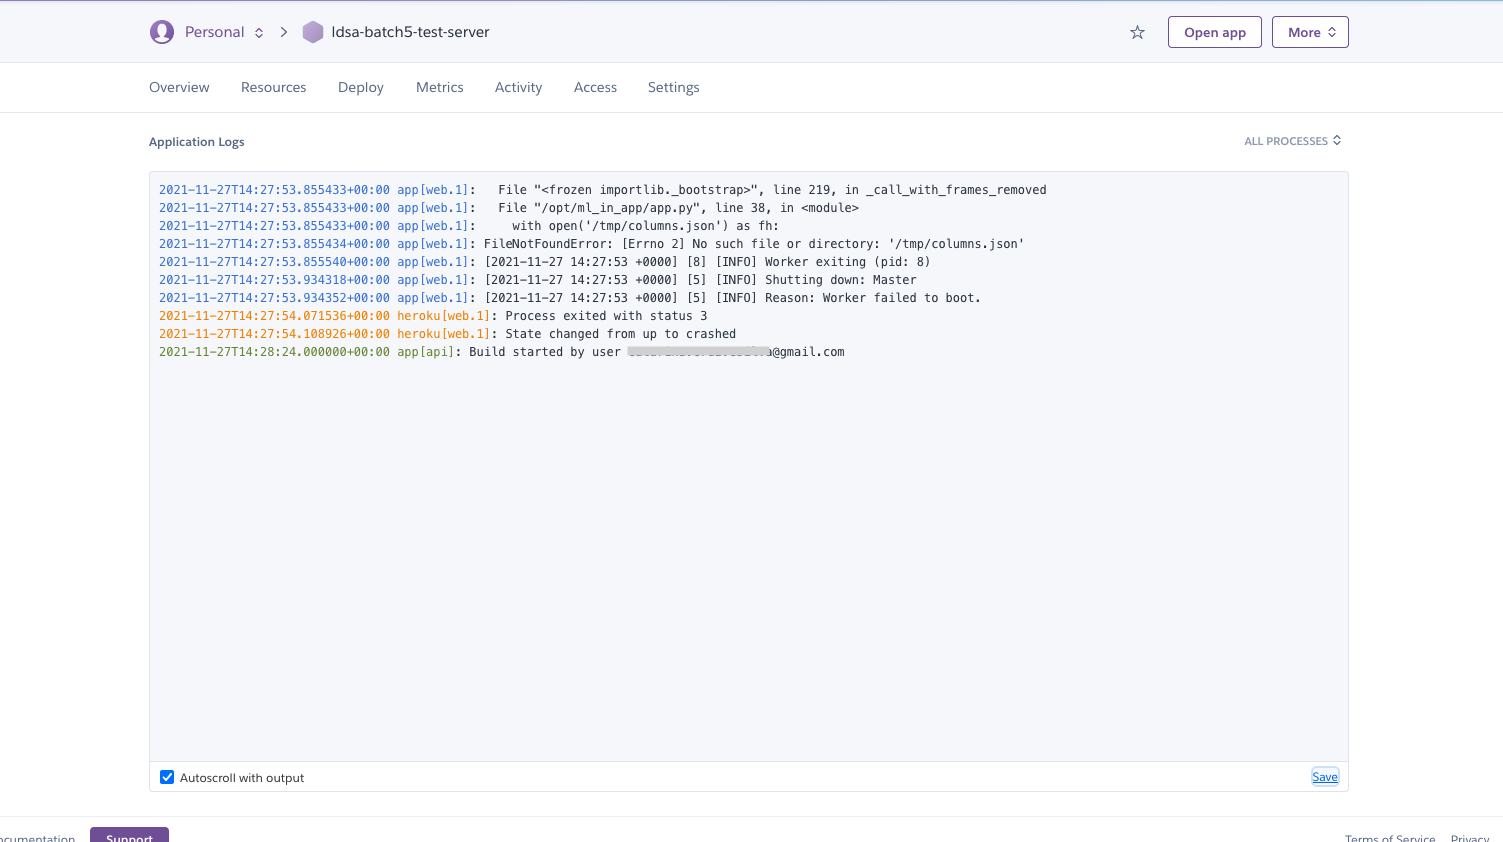 Personal ldsa-batch5-test-server Open app More
Overview Resources Deploy Metrics Activity Access Settings
Application Logs ALL PROCESSES
2021-11-27T14:27:53.855433+00:00 app[web.1]:   File "<frozen importlib._bootstrap>", line 219, in _call_with_frames_removed
2021-11-27T14:27:53.855433+00:00 app[web.1]:   File "/opt/ml_in_app/app.py", line 38, in <module>
2021-11-27T14:27:53.855433+00:00 app[web.1]:     with open('/tmp/columns.json') as fh:
2021-11-27T14:27:53.855434+00:00 app[web.1]: FileNotFoundError: [Errno 2] No such file or directory: '/tmp/columns.json'
2021-11-27T14:27:53.855540+00:00 app[web.1]: [2021-11-27 14:27:53 +0000] [8] [INFO] Worker exiting (pid: 8)
2021-11-27T14:27:53.934318+00:00 app[web.1]: [2021-11-27 14:27:53 +0000] [5] [INFO] Shutting down: Master
2021-11-27T14:27:53.934352+00:00 app[web.1]: [2021-11-27 14:27:53 +0000] [5] [INFO] Reason: Worker failed to boot.
2021-11-27T14:27:54.071536+00:00 heroku[web.1]: Process exited with status 3
2021-11-27T14:27:54.108926+00:00 heroku[web.1]: State changed from up to crashed
2021-11-27T14:28:24.000000+00:00 app[api]: Build started by user @gmail.com
Autoscroll with output Save
ocumentation Support Terms of Service Privacy